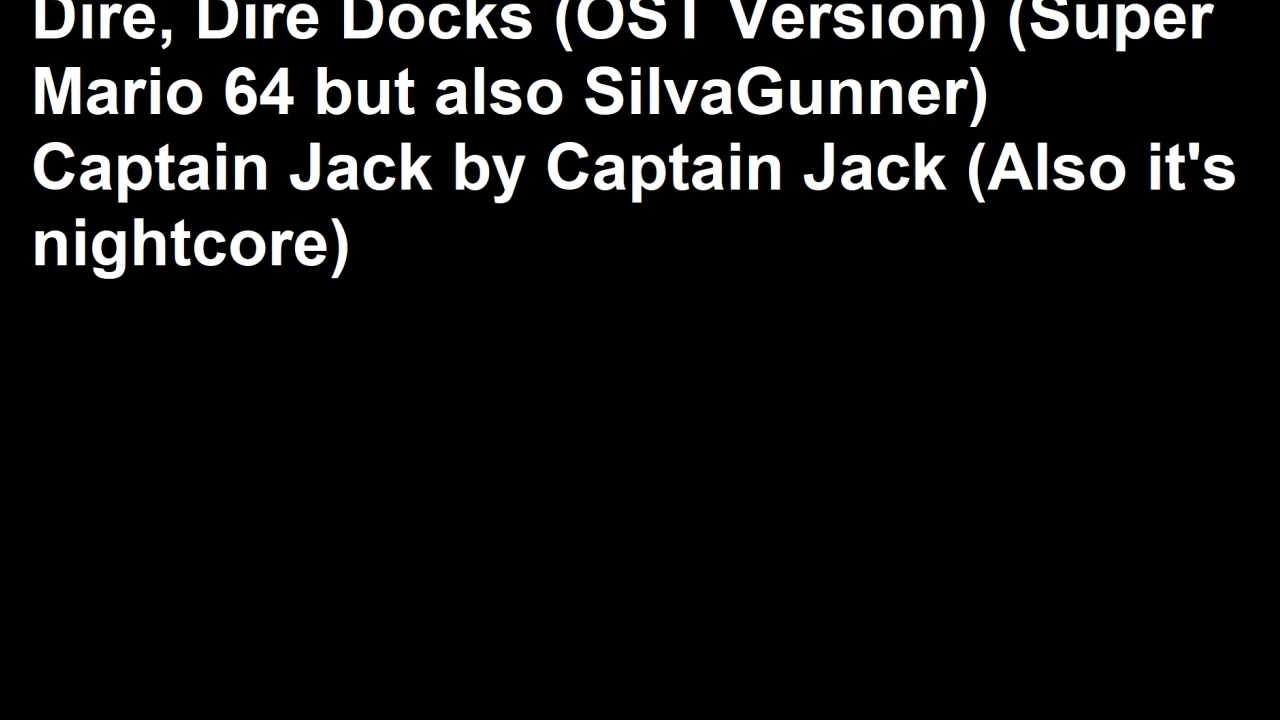 Dire, Dire Docks (OST Version) (Super
Mario 64 but also SilvaGunner)
Captain Jack by Captain Jack (Also it's
nightcore)